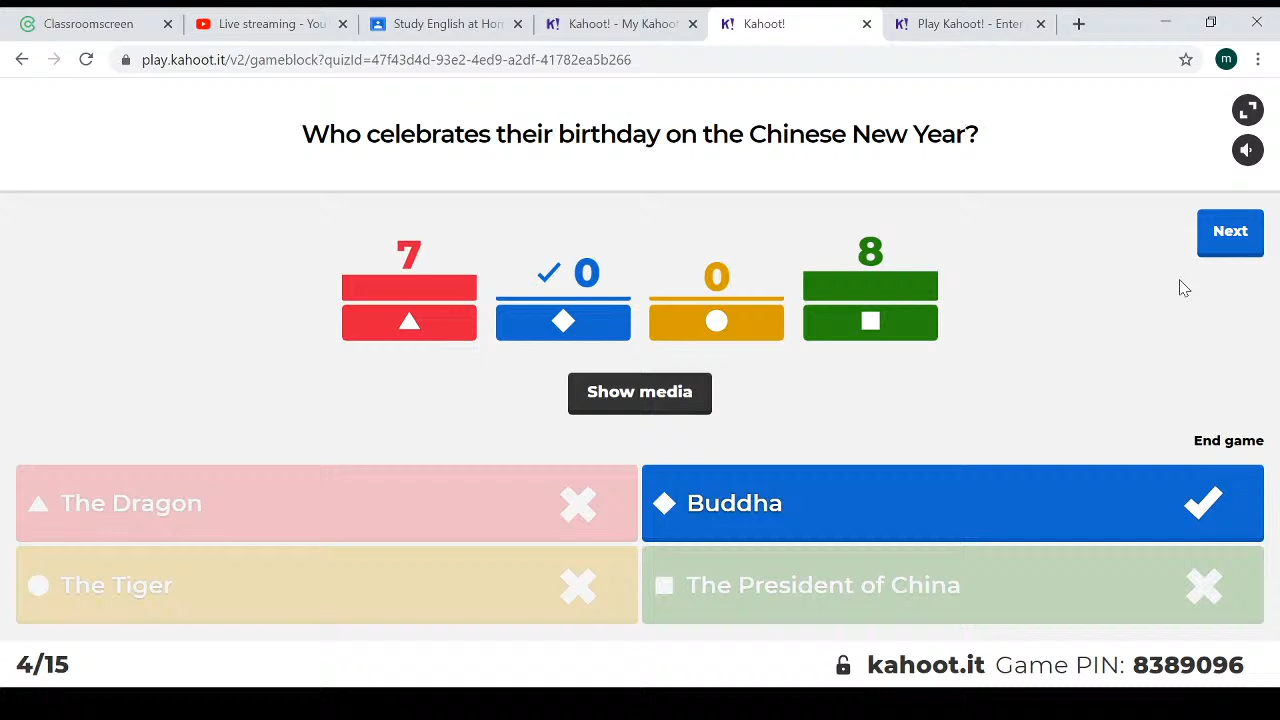 Classroomscreen
Live streaming - You
Study English at Hon
K! Kahoot! - My Kahoot
K! Kahoot!
K! Play Kahoot! - Enter
play.kahoot.it/v2/gameblock?quizId=47f43d4d-93e2-4ed9-a2df-41782ea5b266
m
Who celebrates their birthday on the Chinese New Year?
Next
7
0
0
8
Show media
End game
The Dragon
Buddha
The Tiger
The President of China
4/15
kahoot.it Game PIN: 8389096